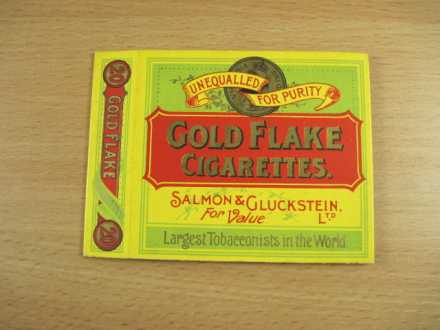 20
GOLD FLAKE
20
UNEQUALLED
FOR PURITY
GOLD FLAKE
CIGARETTES.
SALMON & GLUCKSTEIN, LTD
For Value
Largest Tobacconists in the World